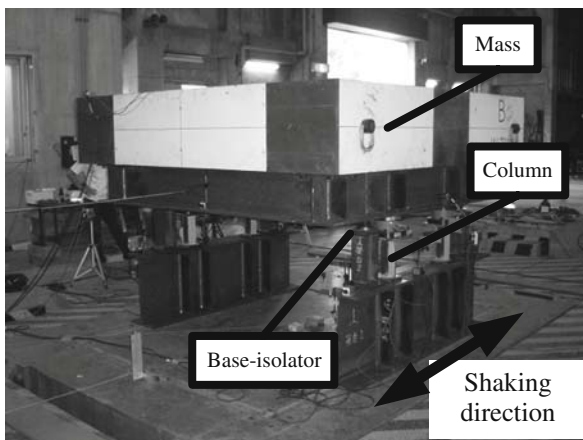 Mass
B
Column
Base-isolator
Shaking
direction